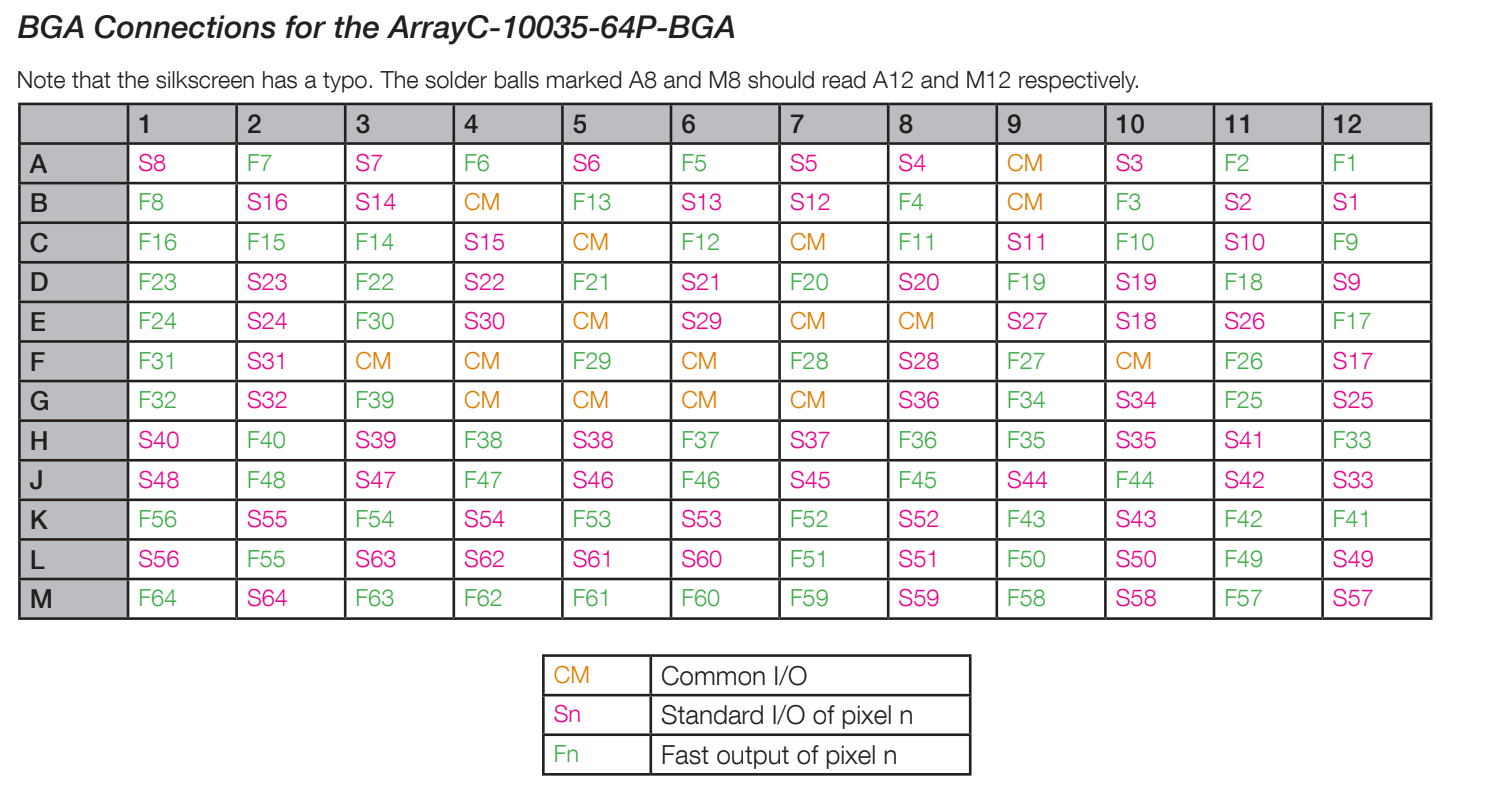 BGA Connections for the ArrayC-10035-64P-BGA
Note that the silkscreen has a typo. The solder balls marked A8 and M8 should read A12 and M12 respectively.
1 2 3 4 5 6 7 8 9 10 11 12
A S8 F7 S7 F6 S6 F5 S5 S4 CM S3 F2 F1
B F8 S16 S14 CM F13 S13 S12 F4 CM F3 S2 S1
C F16 F15 F14 S15 CM F12 CM F11 S11 F10 S10 F9
D F23 S23 F22 S22 F21 S21 F20 S20 F19 S19 F18 S9
E F24 S24 F30 S30 CM S29 CM CM S27 S18 S26 F17
F F31 S31 CM CM F29 CM F28 S28 F27 CM F26 S17
G F32 S32 F39 CM CM CM CM S36 F34 S34 F25 S25
H S40 F40 S39 F38 S38 F37 S37 F36 F35 S35 S41 F33
J S48 F48 S47 F47 S46 F46 S45 F45 S44 F44 S42 S33
K F56 S55 F54 S54 F53 S53 F52 S52 F43 S43 F42 F41
L S56 F55 S63 S62 S61 S60 F51 S51 F50 S50 F49 S49
M F64 S64 F63 F62 F61 F60 F59 S59 F58 S58 F57 S57
CM Common I/O
Sn Standard I/O of pixel n
Fn Fast output of pixel n